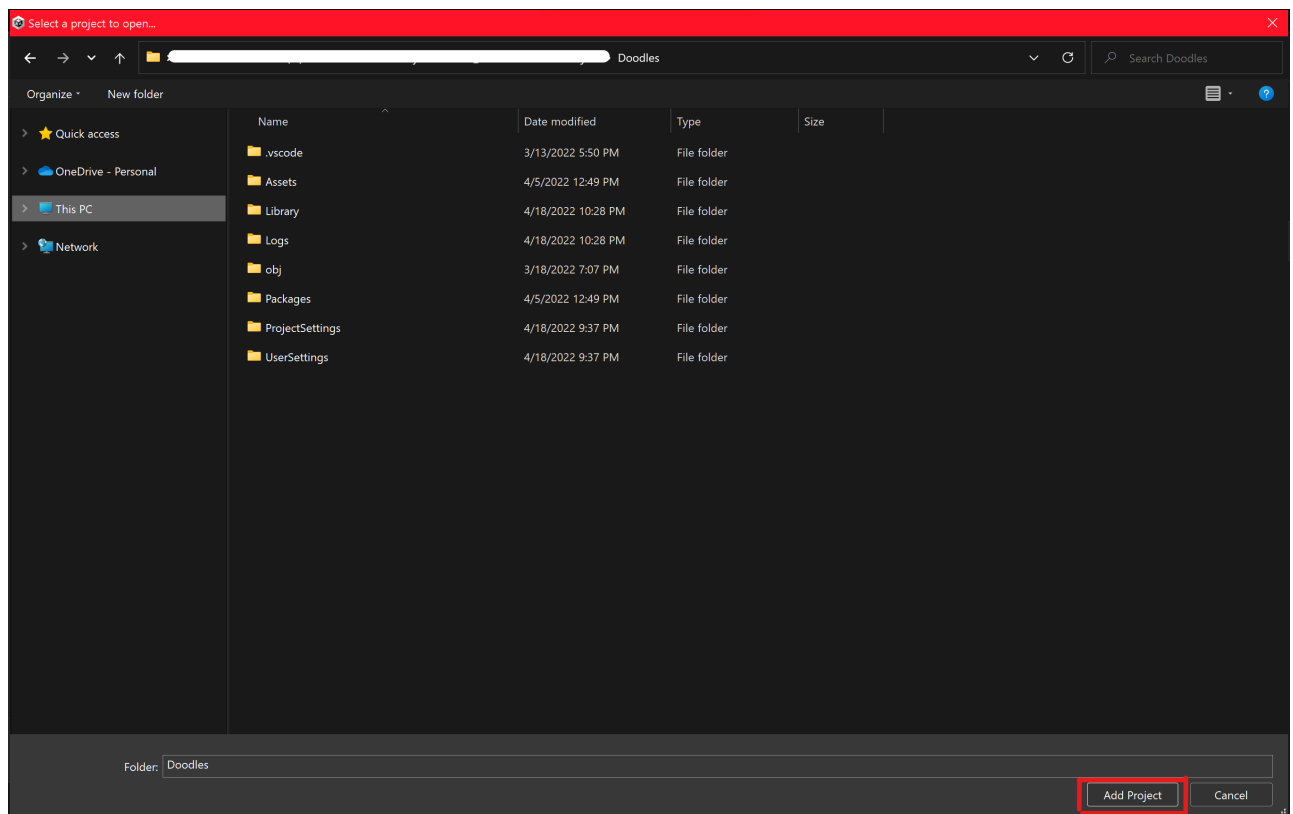 Select a project to open...
Doodles
Search Doodles
Organize
New folder
Name Date modified Type Size
Quick access
OneDrive - Personal
This PC
Network
.vscode 3/13/2022 5:50 PM File folder
Assets 4/5/2022 12:49 PM File folder
Library 4/18/2022 10:28 PM File folder
Logs 4/18/2022 10:28 PM File folder
obj 3/18/2022 7:07 PM File folder
Packages 4/5/2022 12:49 PM File folder
ProjectSettings 4/18/2022 9:37 PM File folder
UserSettings 4/18/2022 9:37 PM File folder
Folder: Doodles
Add Project Cancel